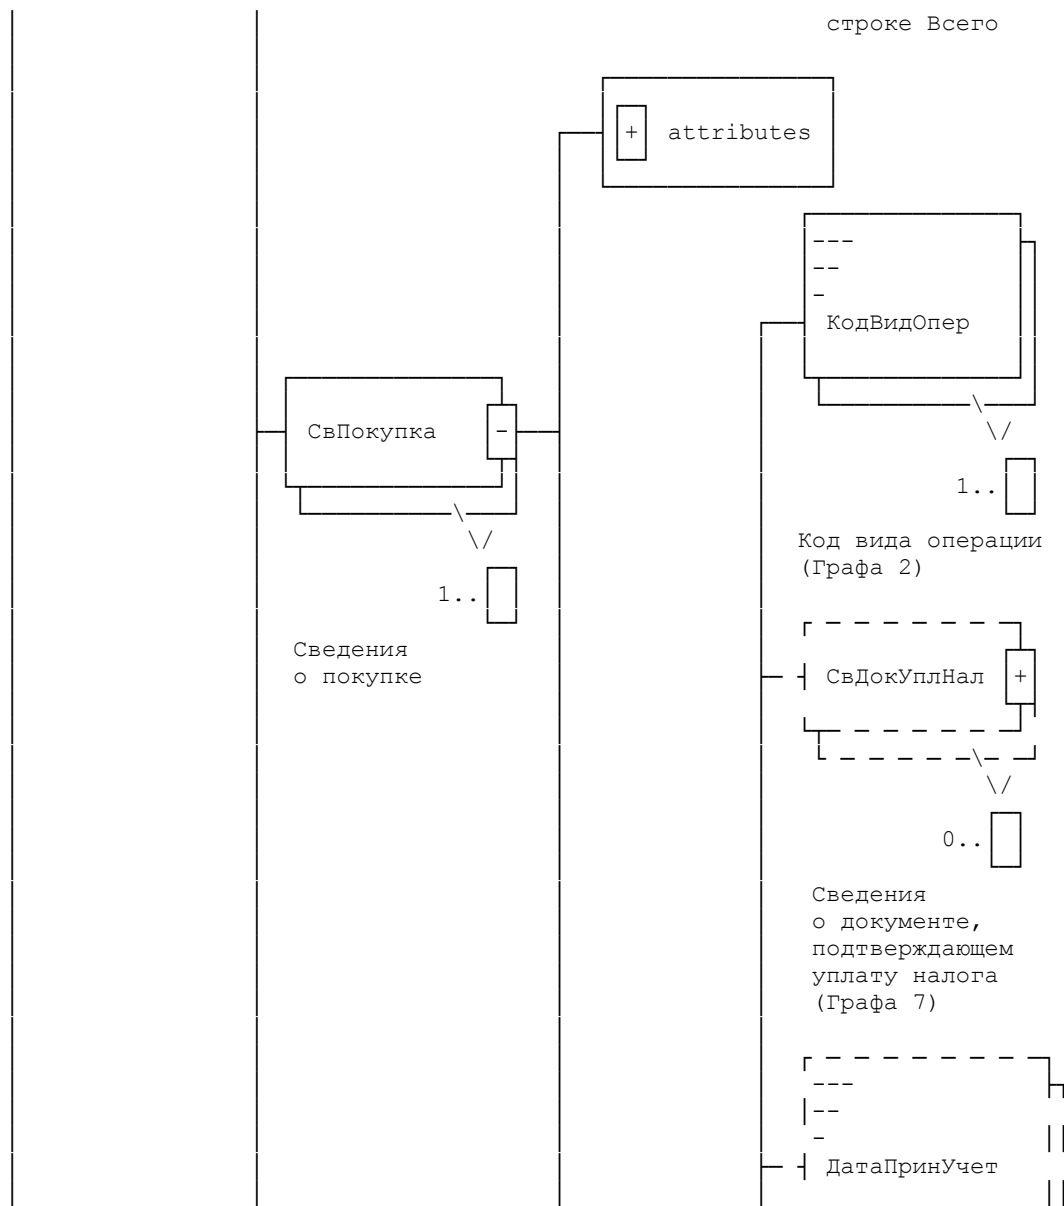 строке Всего
+ attributes
---
--
-
КодВидОпер
СвПокупка -
\
\/
1..
Код вида операции
(Графа 2)
\
\/
1..
Сведения
о покупке
СвДокУплНал +
\
\/
0..
Сведения
о документе,
подтверждающем
уплату налога
(Графа 7)
---
--
-
ДатаПринУчет